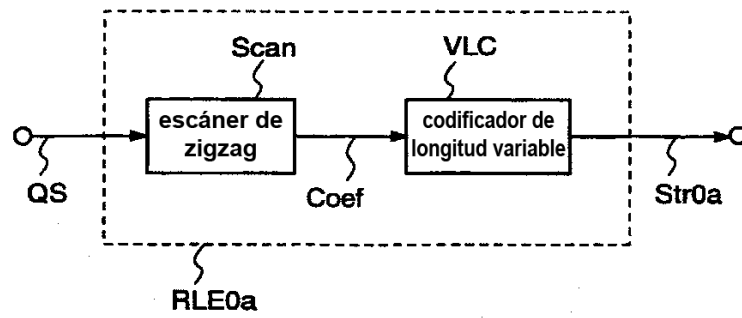 Scan
VLC
escáner de
zigzag
codificador de
longitud variable
QS
Coef
Str0a
RLE0a